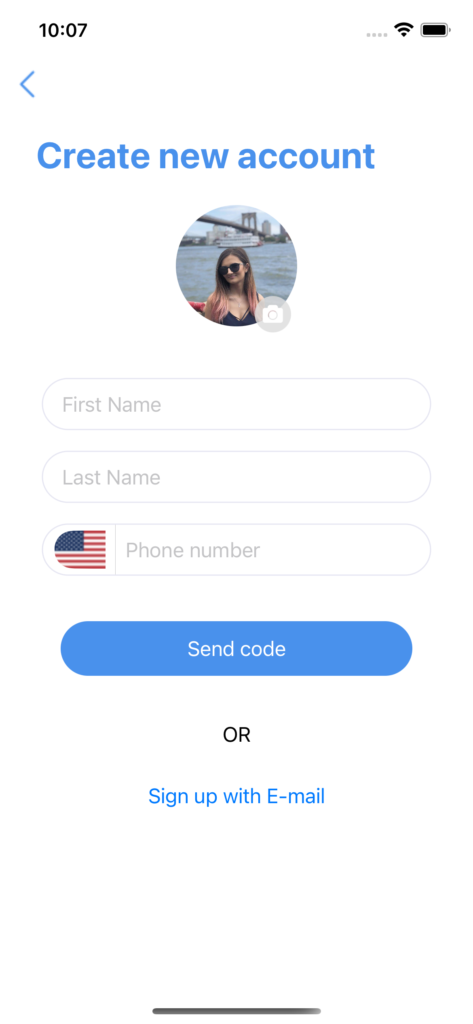 10:07
Create new account
First Name
Last Name
Phone number
Send code
OR
Sign up with E-mail